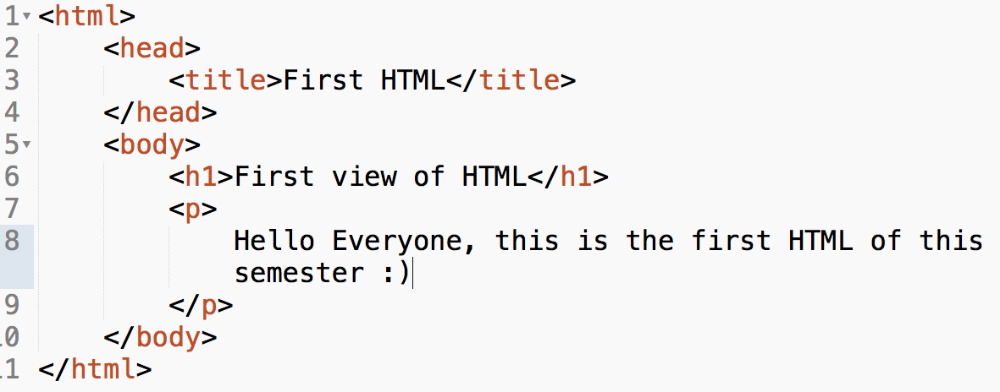 1 <html>
2     <head>
3         <title>First HTML</title>
4     </head>
5     <body>
6         <h1>First view of HTML</h1>
7         <p>
8             Hello Everyone, this is the first HTML of this
            semester :)
9         </p>
10     </body>
11 </html>